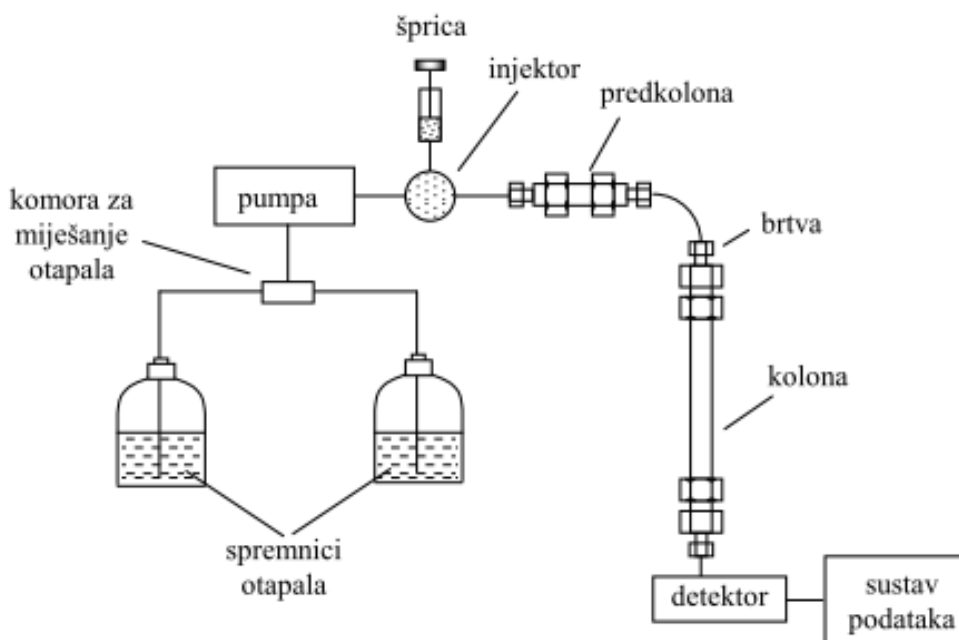 šprica
injektor
predkolona
pumpa
komora za
miješanje
otapala
brtva
kolona
spremnici
otapala
detektor
sustav
podataka